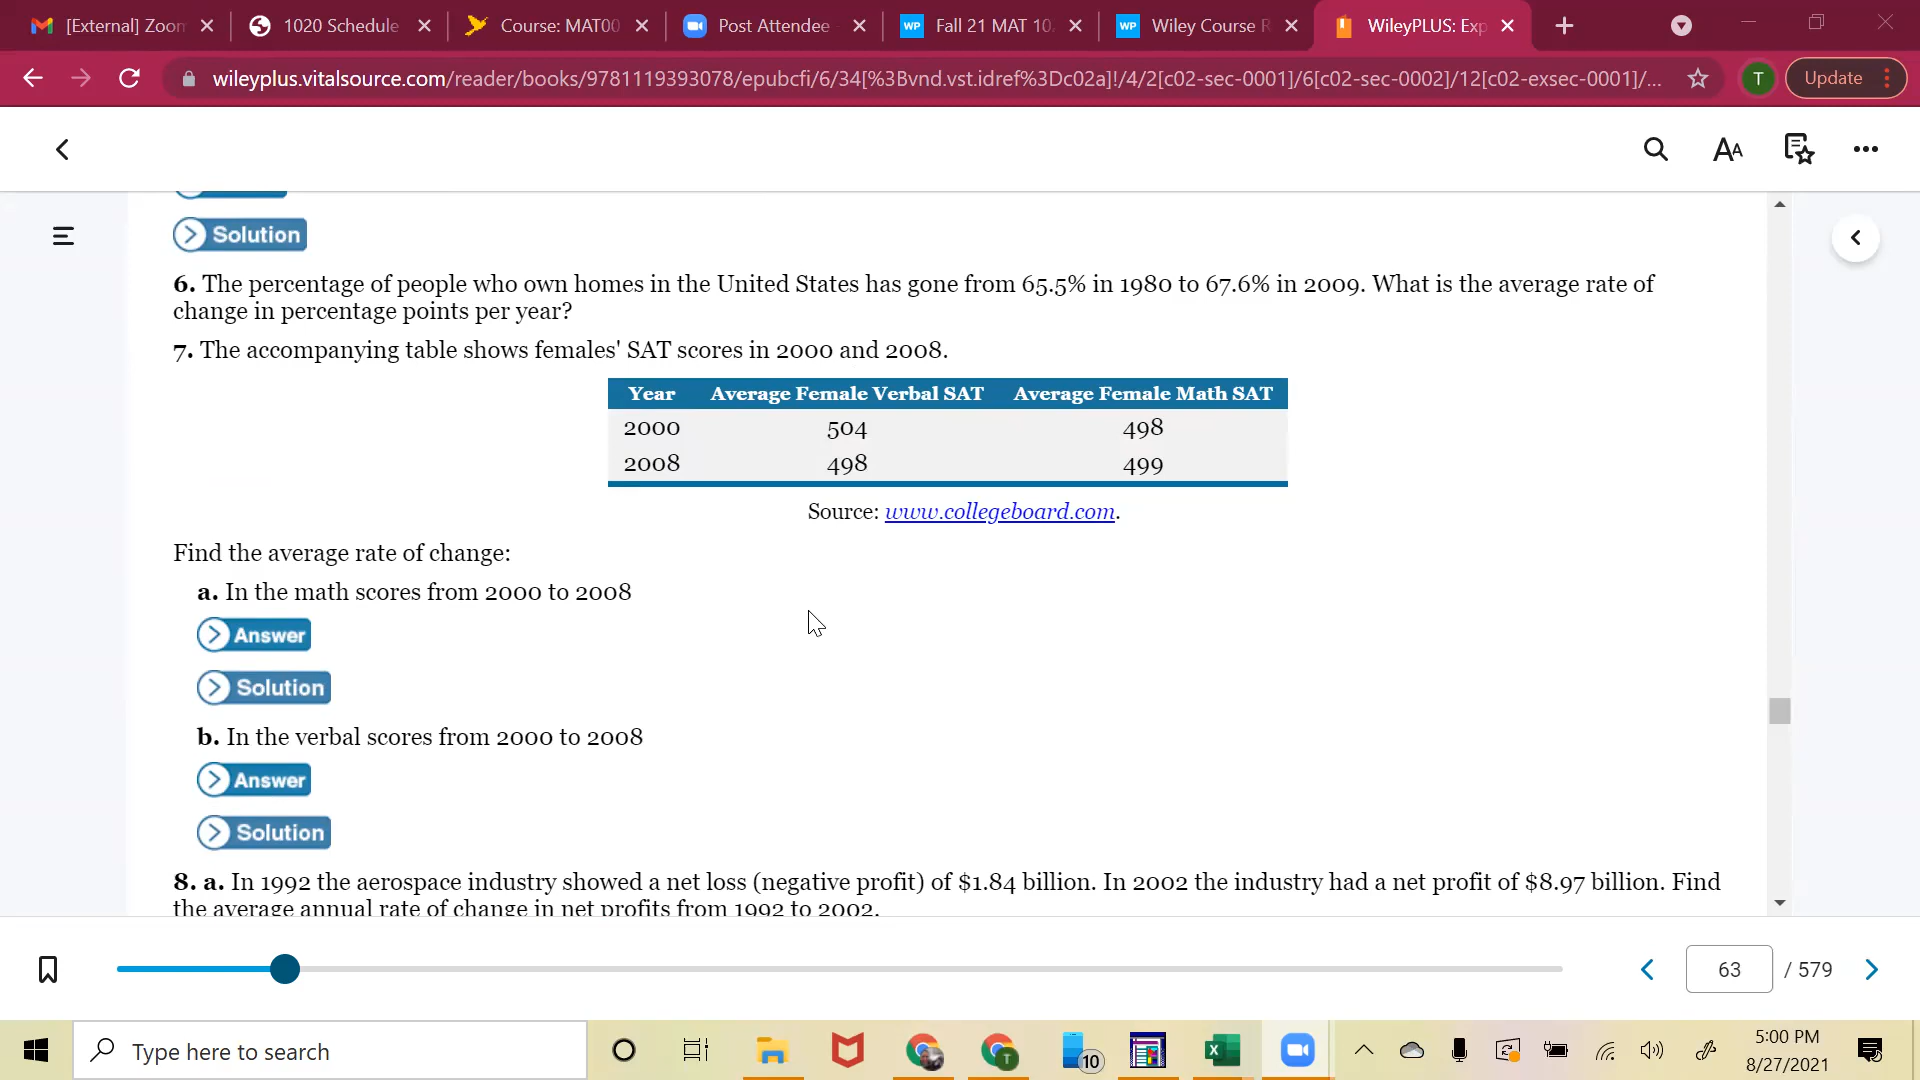 [External] Zoom
1020 Schedule
Course: MAT00
Post Attendee
WP Fall 21 MAT 10
WP Wiley Course R
WileyPLUS: Exp
wileyplus.vitalsource.com/reader/books/9781119393078/epubcfi/6/34[%3Bvnd.vst.idref%3Dc02a]!/4/2[c02-sec-0001]/6[c02-sec-0002]/12[c02-exsec-0001]/...
T
Update
AA
Solution
6. The percentage of people who own homes in the United States has gone from 65.5% in 1980 to 67.6% in 2009. What is the average rate of
change in percentage points per year?
7. The accompanying table shows females' SAT scores in 2000 and 2008.
Year Average Female Verbal SAT Average Female Math SAT
2000 504 498
2008 498 499
Source: www.collegeboard.com.
Find the average rate of change:
a. In the math scores from 2000 to 2008
Answer
Solution
b. In the verbal scores from 2000 to 2008
Answer
Solution
8. a. In 1992 the aerospace industry showed a net loss (negative profit) of $1.84 billion. In 2002 the industry had a net profit of $8.97 billion. Find
the average annual rate of change in net profits from 1992 to 2002.
63 / 579
Type here to search
T
10
X
5:00 PM
8/27/2021